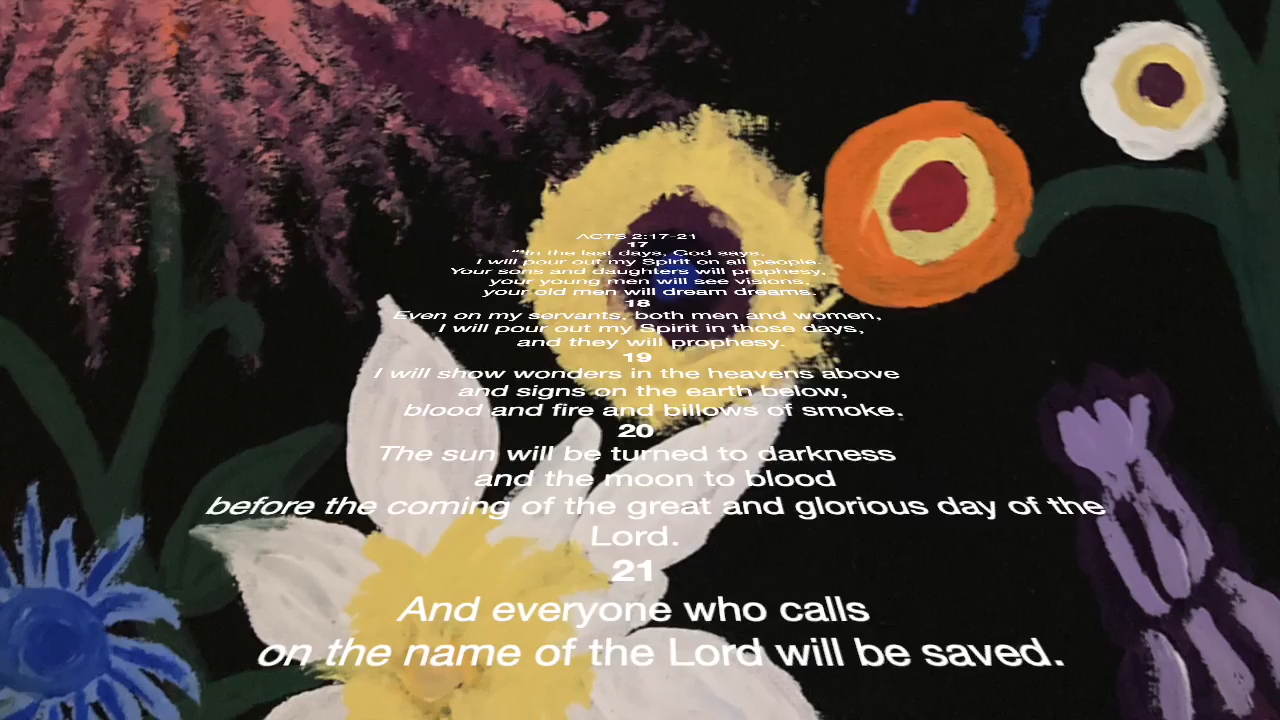 ACTS 2:17-21
17
“‘In the last days, God says,
I will pour out my Spirit on all people.
Your sons and daughters will prophesy,
your young men will see visions,
your old men will dream dreams.
18
Even on my servants, both men and women,
I will pour out my Spirit in those days,
and they will prophesy.
19
I will show wonders in the heavens above
and signs on the earth below,
blood and fire and billows of smoke.
20
The sun will be turned to darkness
and the moon to blood
before the coming of the great and glorious day of the
Lord.
21
And everyone who calls
on the name of the Lord will be saved.